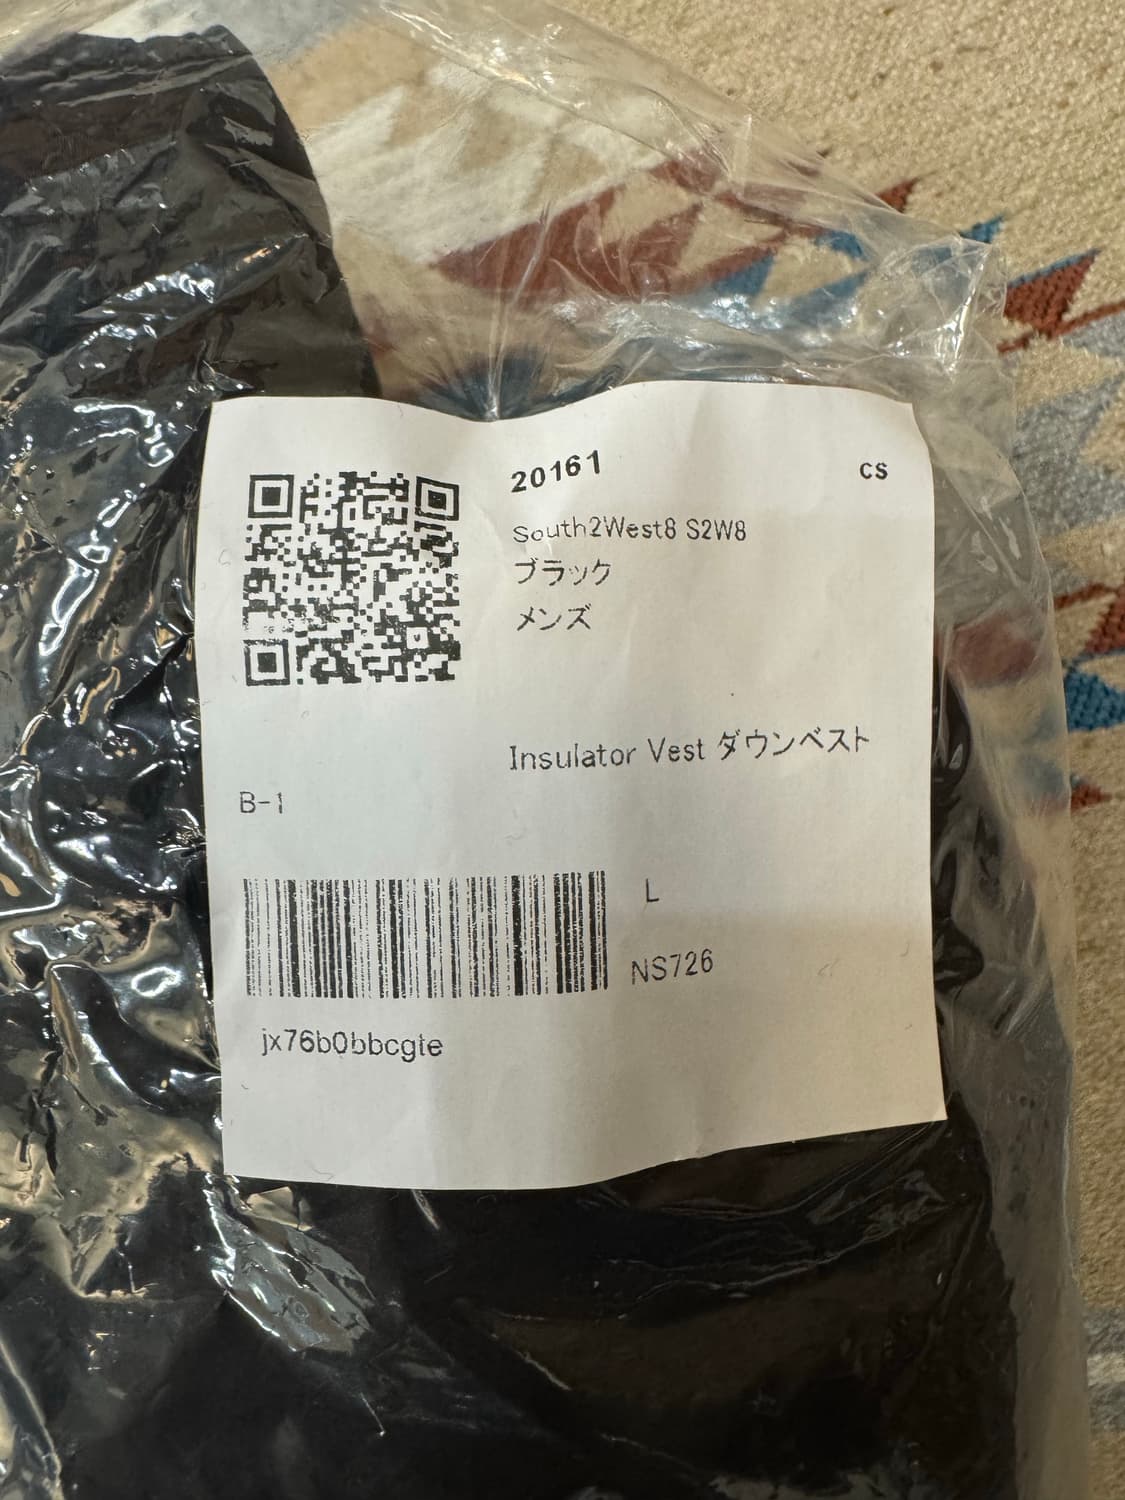 20161
CS
South2West8 S2W8
ブラック
メンズ
Insulator Vest ダウンベスト
B-1
L
NS726
jx76b0bbcgte